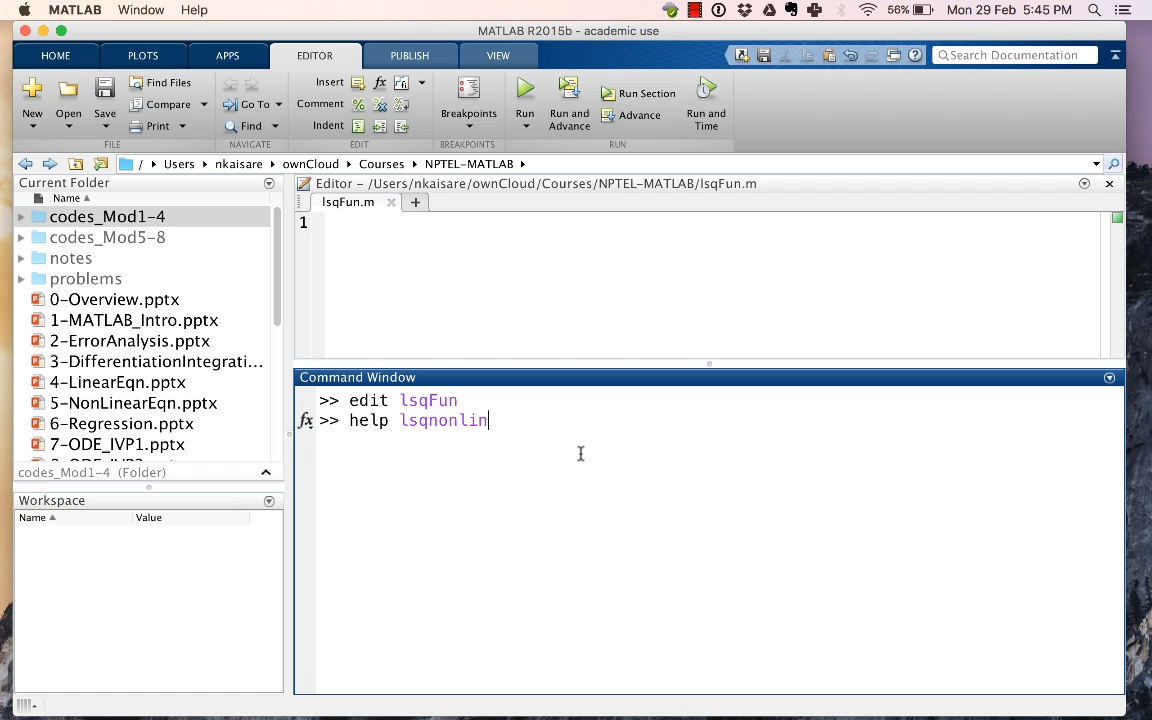 MATLAB Window Help
56% Mon 29 Feb 5:45 PM
MATLAB R2015b - academic use
HOME PLOTS APPS EDITOR PUBLISH VIEW
Search Documentation
New Open Save
Find Files
Compare
Print
FILE
Go To
Find
NAVIGATE
Insert
Comment
Indent
EDIT
Breakpoints
BREAKPOINTS
Run
Run and Advance
Run Section
Advance
Run and Time
RUN
/ Users nkaisare ownCloud Courses NPTEL-MATLAB
Current Folder
Name
codes_Mod1-4
codes_Mod5-8
notes
problems
0-Overview.pptx
1-MATLAB_Intro.pptx
2-ErrorAnalysis.pptx
3-DifferentiationIntegrati...
4-LinearEqn.pptx
5-NonLinearEqn.pptx
6-Regression.pptx
7-ODE_IVP1.pptx
codes_Mod1-4 (Folder)
Workspace
Name Value
Editor - /Users/nkaisare/ownCloud/Courses/NPTEL-MATLAB/lsqFun.m
lsqFun.m
1
Command Window
>> edit lsqFun
fx >> help lsqnonlin